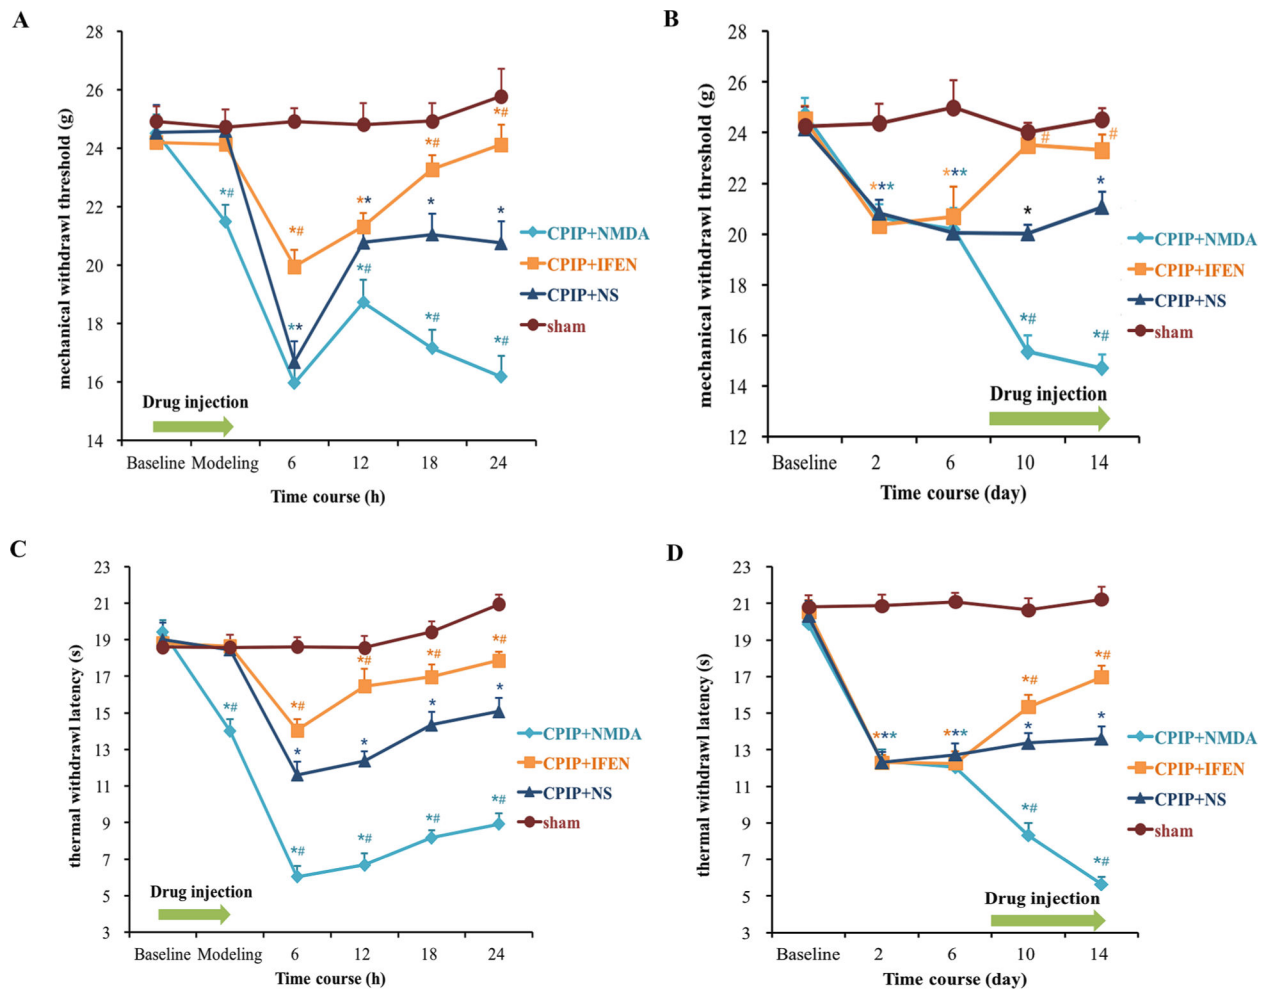 A
mechanical withdrawl threshold (g)
28
26
24
22
20
18
16
14
*#
*#
**
*#
**
*#
*#
*
*#
*#
*
*#
CPIP+NMDA
CPIP+IFEN
CPIP+NS
sham
Drug injection
Baseline Modeling 6 12 18 24
Time course (h)
B
mechanical withdrawl threshold (g)
28
26
24
22
20
18
16
14
12
***
***
#
*
*#
#
*
*#
CPIP+NMDA
CPIP+IFEN
CPIP+NS
sham
Drug injection
Baseline 2 6 10 14
Time course (day)
C
thermal withdrawl latency (s)
23
21
19
17
15
13
11
9
7
5
3
*#
*#
*
*#
*#
*
*#
*#
*
*#
*#
*
*#
CPIP+NMDA
CPIP+IFEN
CPIP+NS
sham
Drug injection
Baseline Modeling 6 12 18 24
Time course (h)
D
thermal withdrawl latency (s)
23
21
19
17
15
13
11
9
7
5
3
***
***
*#
*
*#
*#
*
*#
CPIP+NMDA
CPIP+IFEN
CPIP+NS
sham
Drug injection
Baseline 2 6 10 14
Time course (day)